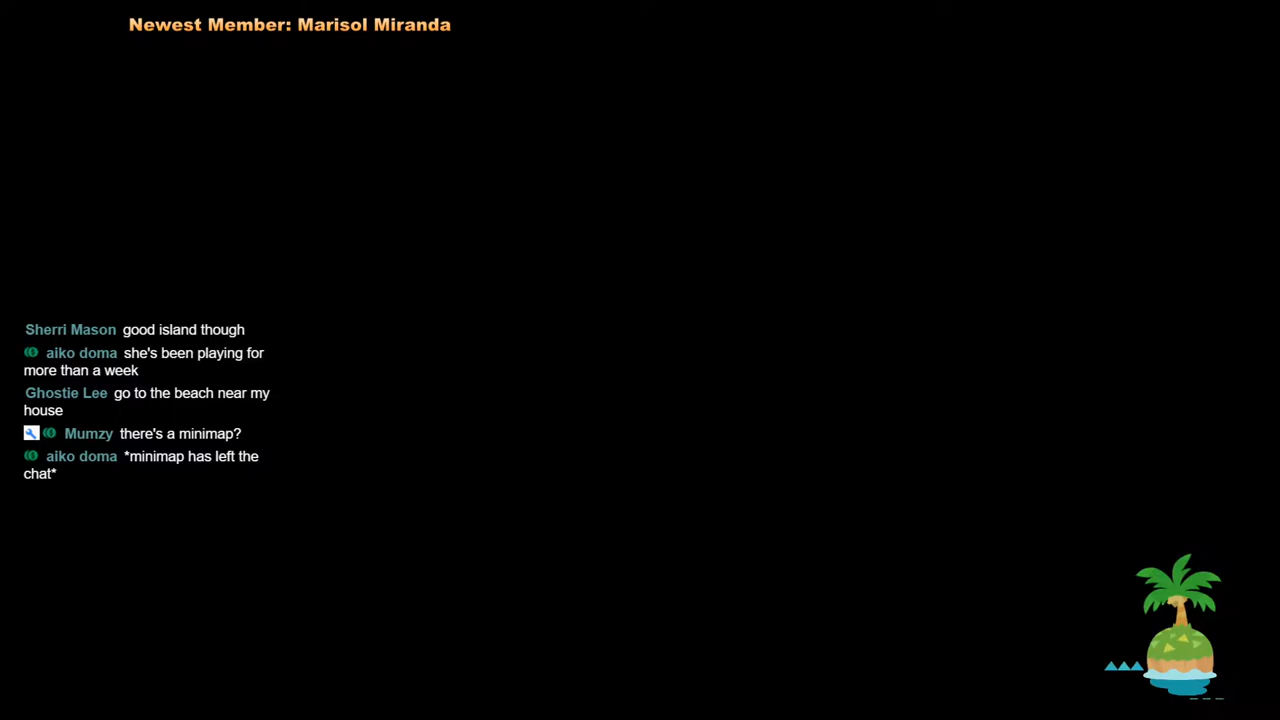 Newest Member: Marisol Miranda
Sherri Mason good island though
aiko doma she's been playing for
more than a week
Ghostie Lee go to the beach near my
house
Mumzy there's a minimap?
aiko doma *minimap has left the
chat*